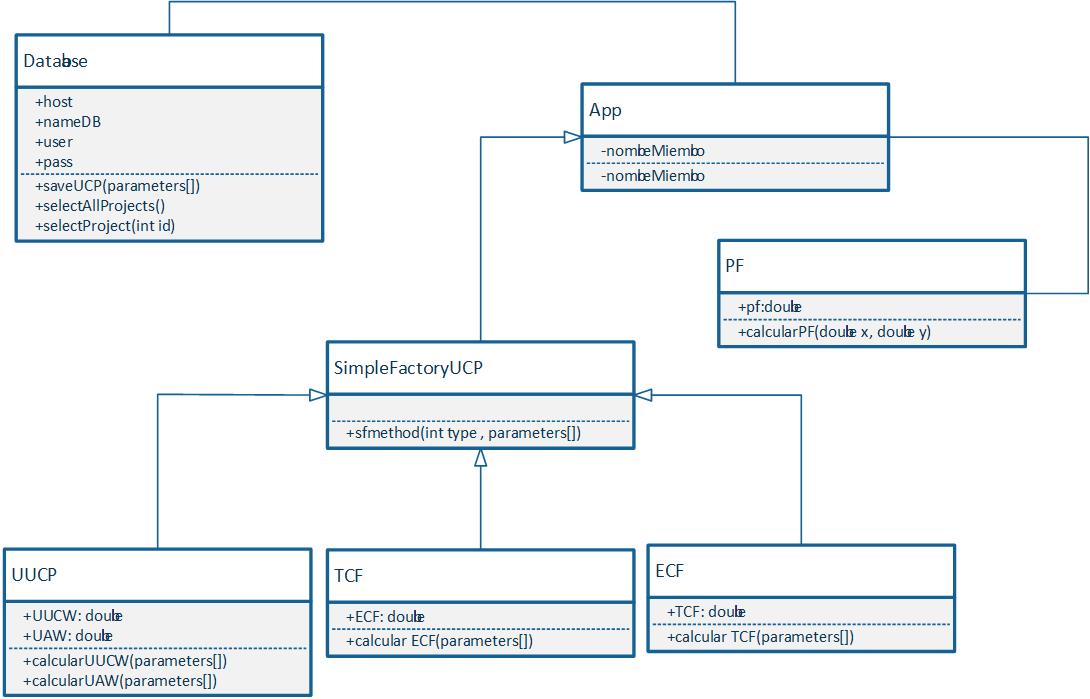 Database
+host
+nameDB
+user
+pass
+saveUCP(parameters[])
+selectAllProjects()
+selectProject(int id)
App
-nombeMiembo
-nombeMiembo
PF
+pf:double
+calcularPF(double x, double y)
SimpleFactoryUCP
+sfmethod(int type , parameters[])
UUCP
+UUCW: double
+UAW: double
+calcularUUCW(parameters[])
+calcularUAW(parameters[])
TCF
+ECF: double
+calcular ECF(parameters[])
ECF
+TCF: double
+calcular TCF(parameters[])